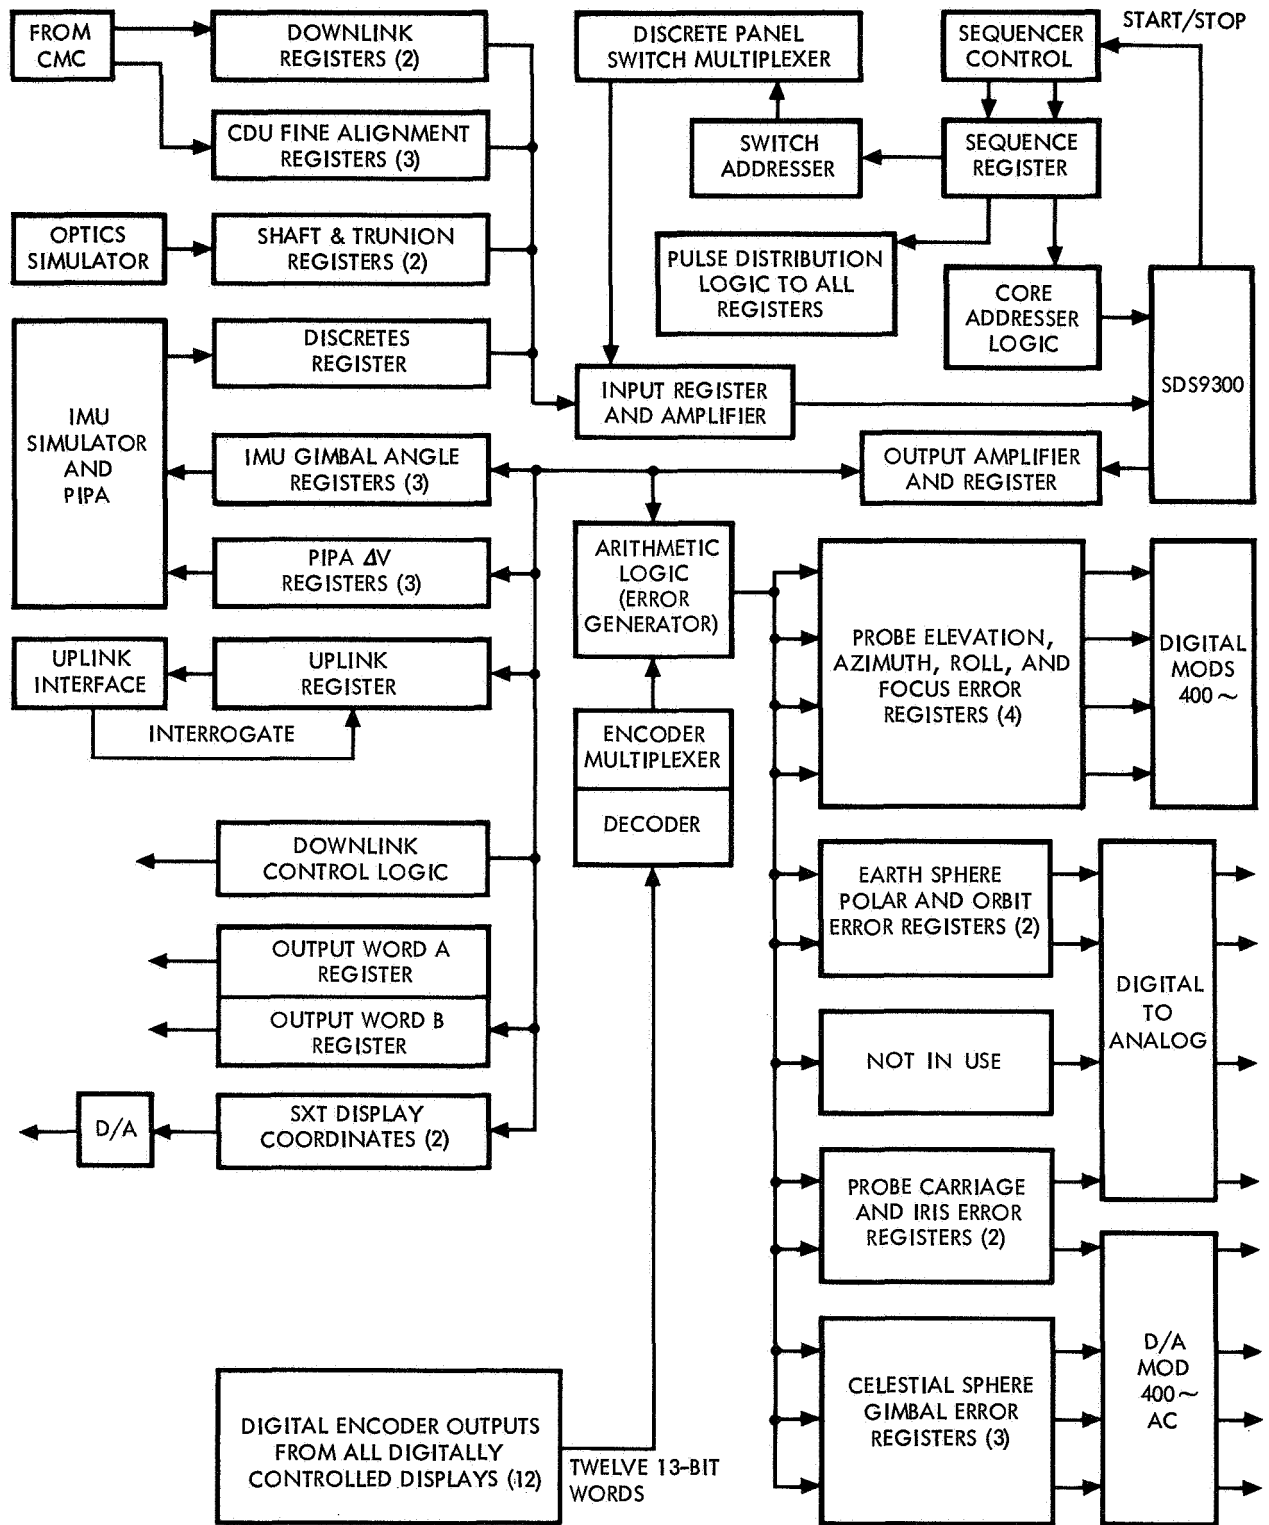 FROM
CMC
DOWNLINK
REGISTERS (2)
DISCRETE PANEL
SWITCH MULTIPLEXER
SEQUENCER
CONTROL
START/STOP
CDU FINE ALIGNMENT
REGISTERS (3)
SWITCH
ADDRESSER
SEQUENCE
REGISTER
OPTICS
SIMULATOR
SHAFT & TRUNION
REGISTERS (2)
PULSE DISTRIBUTION
LOGIC TO ALL
REGISTERS
CORE
ADDRESSER
LOGIC
SDS9300
IMU
SIMULATOR
AND
PIPA
DISCRETES
REGISTER
INPUT REGISTER
AND AMPLIFIER
IMU GIMBAL ANGLE
REGISTERS (3)
OUTPUT AMPLIFIER
AND REGISTER
PIPA ΔV
REGISTERS (3)
ARITHMETIC
LOGIC
(ERROR
GENERATOR)
PROBE ELEVATION,
AZIMUTH, ROLL, AND
FOCUS ERROR
REGISTERS (4)
DIGITAL
MODS
400 ~
UPLINK
INTERFACE
UPLINK
REGISTER
INTERROGATE
ENCODER
MULTIPLEXER
DECODER
DOWNLINK
CONTROL LOGIC
EARTH SPHERE
POLAR AND ORBIT
ERROR REGISTERS (2)
DIGITAL
TO
ANALOG
OUTPUT WORD A
REGISTER
OUTPUT WORD B
REGISTER
NOT IN USE
D/A
SXT DISPLAY
COORDINATES (2)
PROBE CARRIAGE
AND IRIS ERROR
REGISTERS (2)
D/A
MOD
400 ~
AC
CELESTIAL SPHERE
GIMBAL ERROR
REGISTERS (3)
DIGITAL ENCODER OUTPUTS
FROM ALL DIGITALLY
CONTROLLED DISPLAYS (12)
TWELVE 13-BIT
WORDS